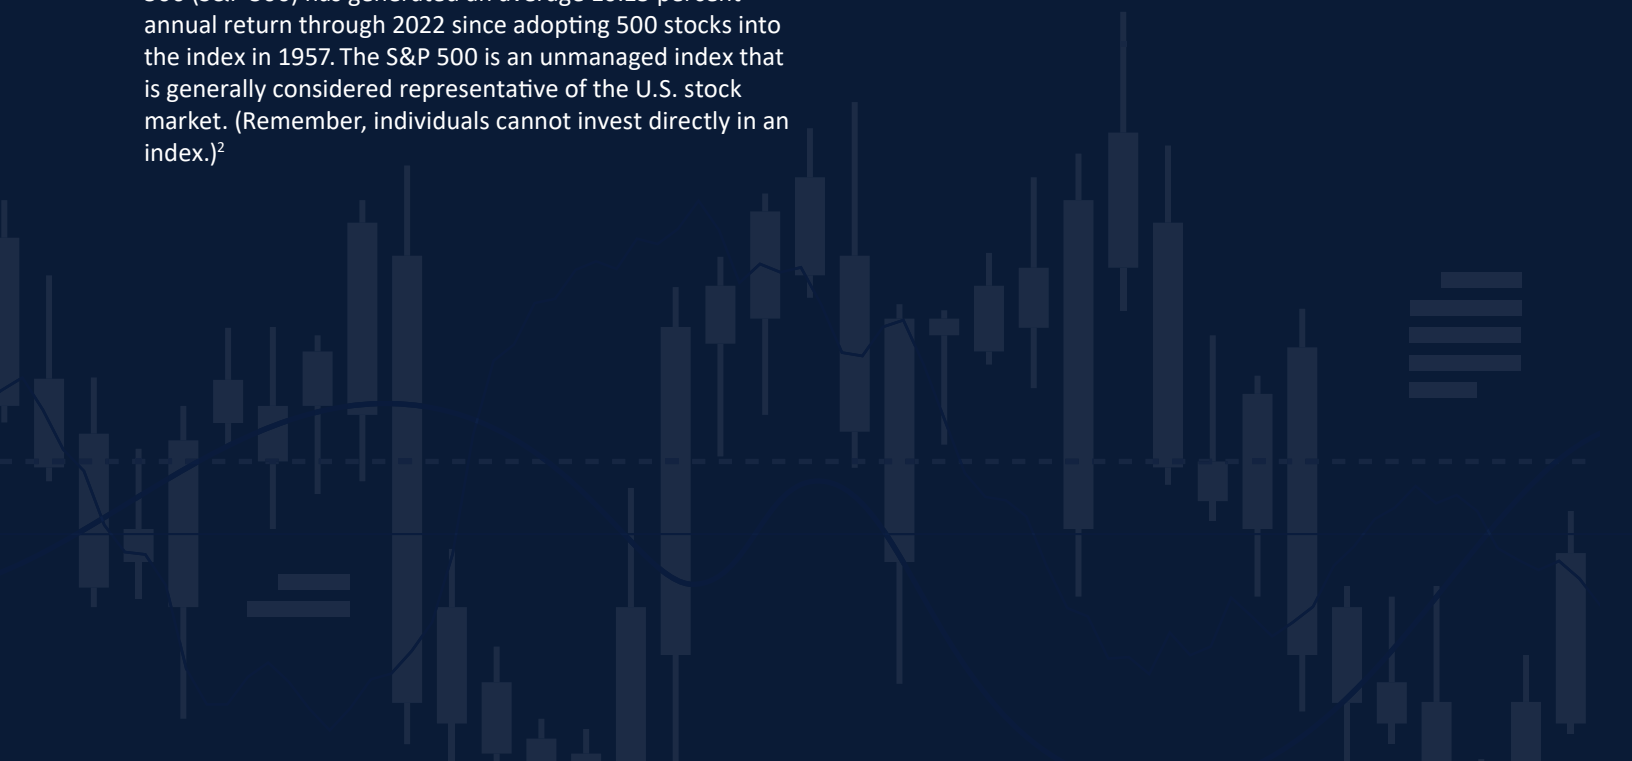 annual return through 2022 since adopting 500 stocks into
the index in 1957. The S&P 500 is an unmanaged index that
is generally considered representative of the U.S. stock
market. (Remember, individuals cannot invest directly in an
index.)²